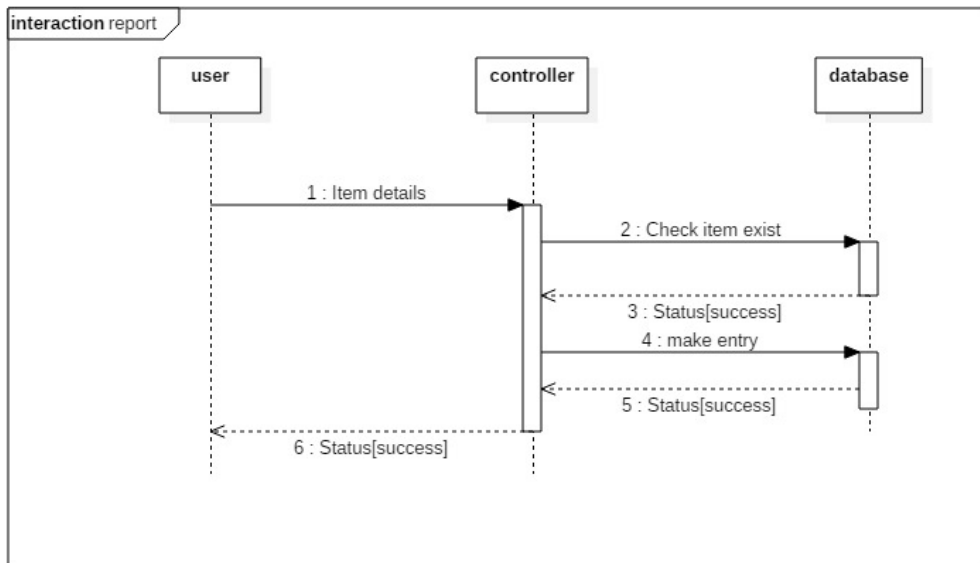 interaction report
user
controller
database
1 : Item details
2 : Check item exist
3 : Status[success]
4 : make entry
5 : Status[success]
6 : Status[success]